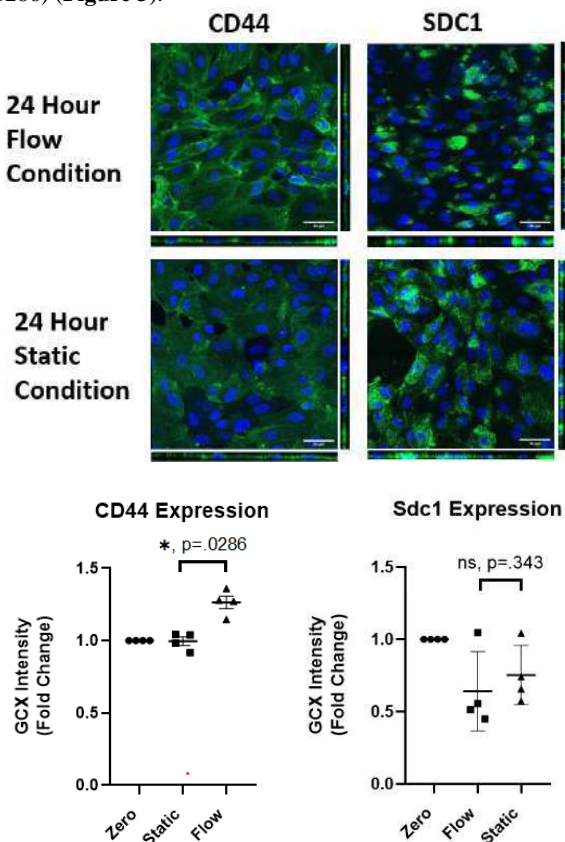 CD44 SDC1
24 Hour
Flow
Condition
24 Hour
Static
Condition
CD44 Expression
*, p=.0286
1.5
1.0
0.5
0.0
GCX Intensity
(Fold Change)
Zero Static Flow
Sdc1 Expression
ns, p=.343
1.5
1.0
0.5
0.0
GCX Intensity
(Fold Change)
Zero Flow Static